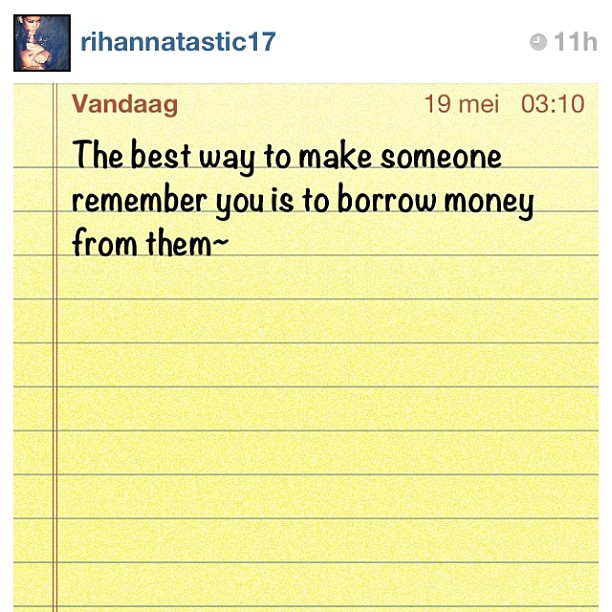 rihannatastic17 11h
Vandaag 19 mei 03:10
The best way to make someone
remember you is to borrow money
from them~